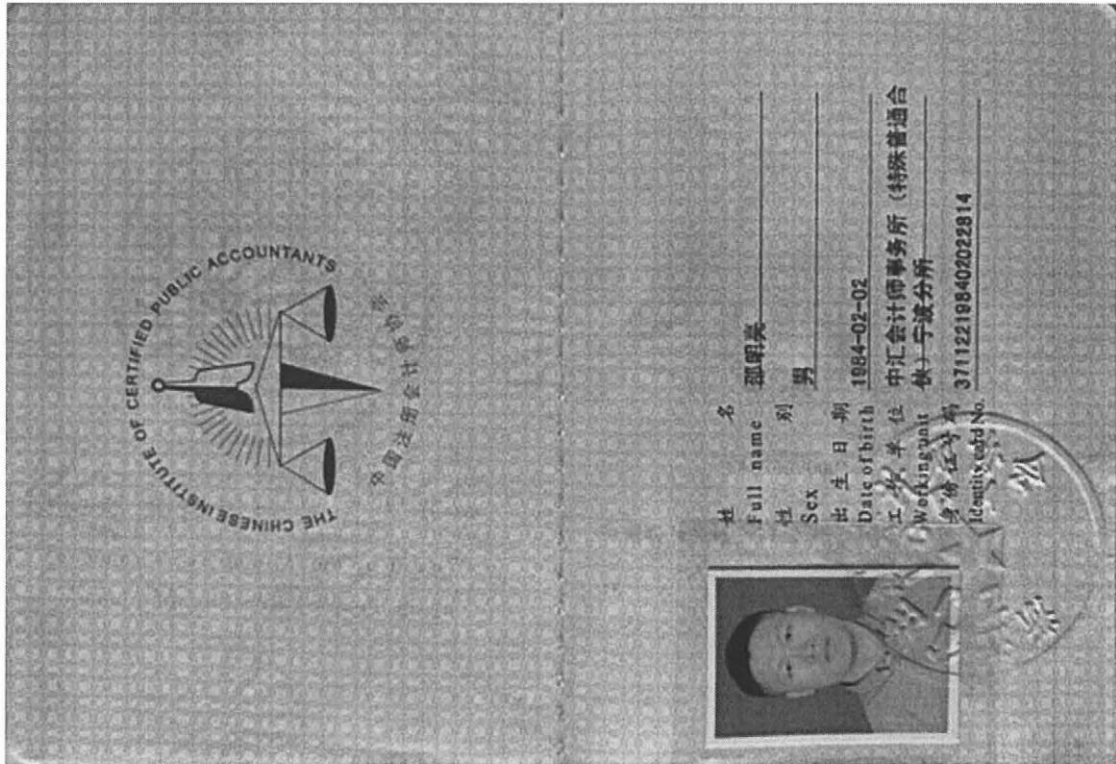 THE CHINESE INSTITUTE OF CERTIFIED PUBLIC ACCOUNTANTS
中国注册会计师协会
姓 名 邵明亮
Full name
性 别 男
Sex
出 生 日 期 1984-02-02
Date of birth
工 作 单 位 中汇会计师事务所（特殊普通合
Working unit 伙）宁波分所
身份证号码 371122198402022814
Identity card No.